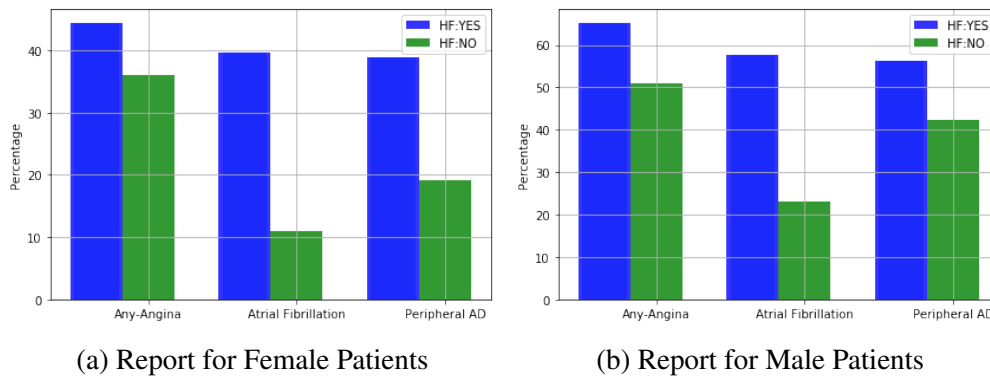 HF:YES
HF:NO
40
30
20
10
0
Percentage
Any-Angina Atrial Fibrillation Peripheral AD
(a) Report for Female Patients
HF:YES
HF:NO
60
50
40
30
20
10
0
Percentage
Any-Angina Atrial Fibrillation Peripheral AD
(b) Report for Male Patients